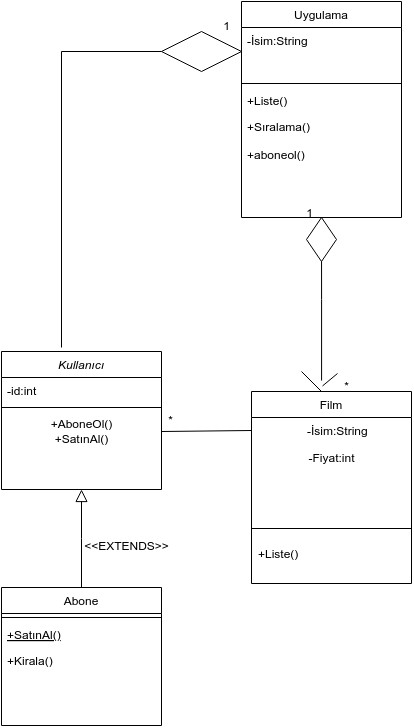 1
Uygulama
-İsim:String
+Liste()
+Sıralama()
+aboneol()
1
Kullanıcı
-id:int
+AboneOl()
+SatınAl()
*
*
Film
-İsim:String
-Fiyat:int
+Liste()
<<EXTENDS>>
Abone
+SatınAl()
+Kirala()